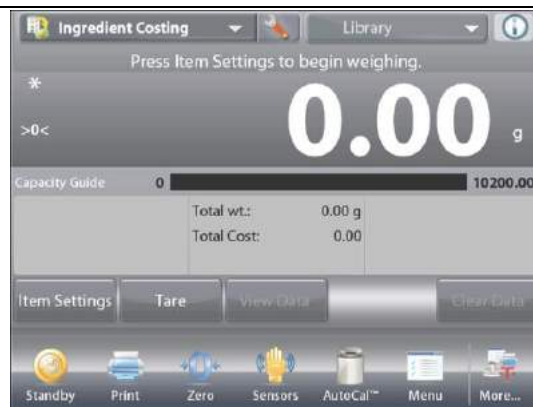 Ingredient Costing Library
Press Item Settings to begin weighing.
*
>0<
0.00 g
Capacity Guide 0 10200.00
Total wt.: 0.00 g
Total Cost: 0.00
Item Settings Tare View Data Clear Data
Standby Print Zero Sensors AutoCal™ Menu More...